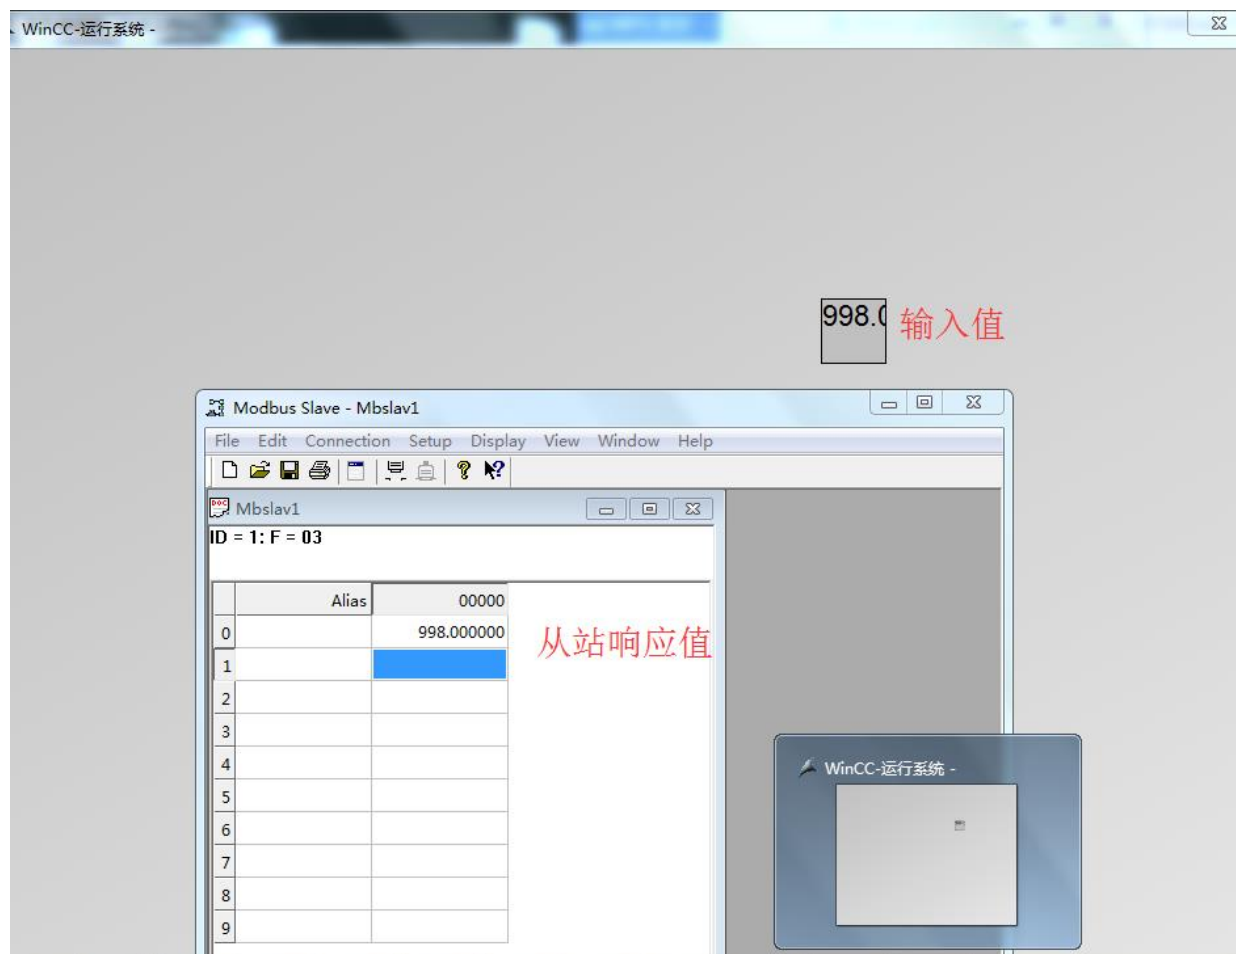 WinCC-运行系统 -
998.0
输入值
Modbus Slave - Mbslav1
File Edit Connection Setup Display View Window Help
Mbslav1
ID = 1: F = 03
Alias 00000
0 998.000000
从站响应值
1
2
3
4
WinCC-运行系统 -
5
6
7
8
9